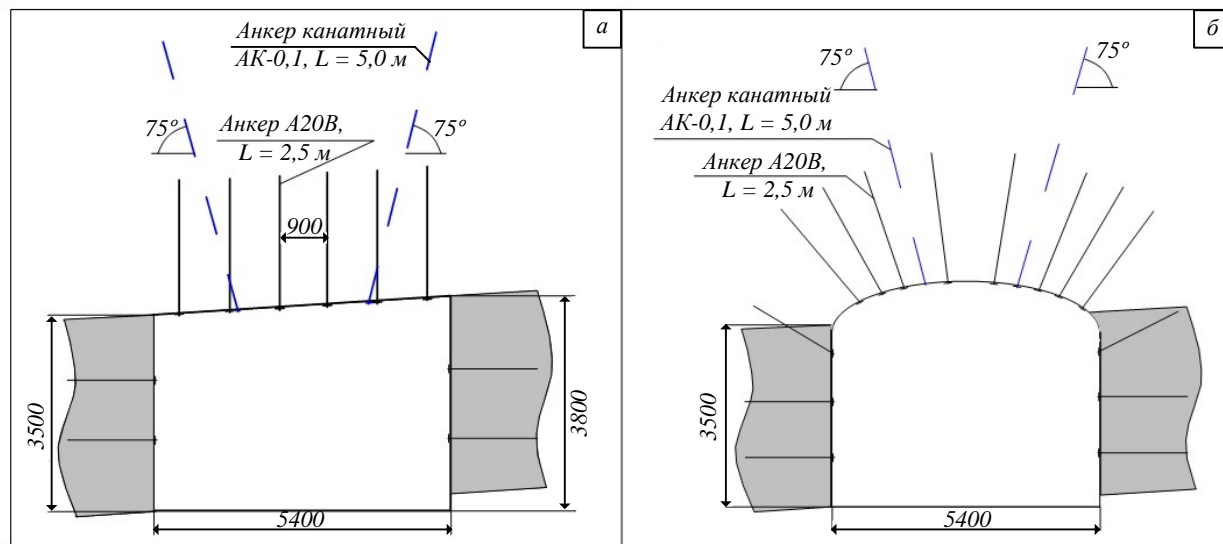 а
Анкер канатный
АК-0,1, L = 5,0 м
75º
Анкер А20В,
L = 2,5 м
75º
900
3500
3800
5400
б
75º
75º
Анкер канатный
АК-0,1, L = 5,0 м
Анкер А20В,
L = 2,5 м
3500
5400